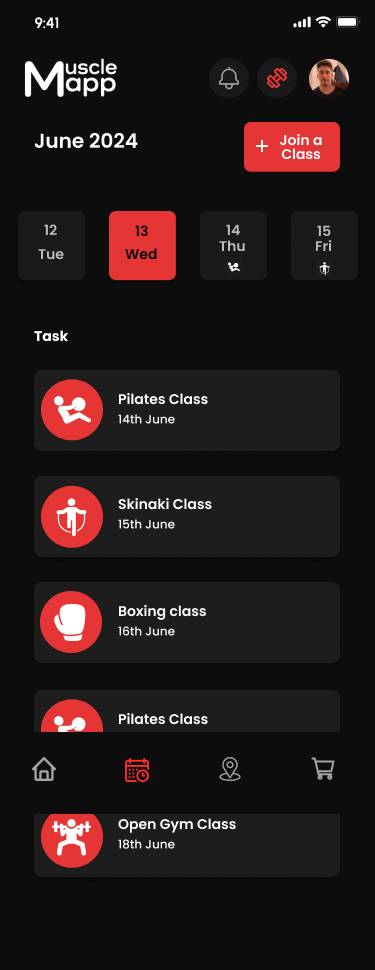 9:41
Muscle
Mapp
June 2024
+ Join a
Class
12
Tue
13
Wed
14
Thu
15
Fri
Task
Pilates Class
14th June
Skinaki Class
15th June
Boxing class
16th June
Pilates Class
Open Gym Class
18th June